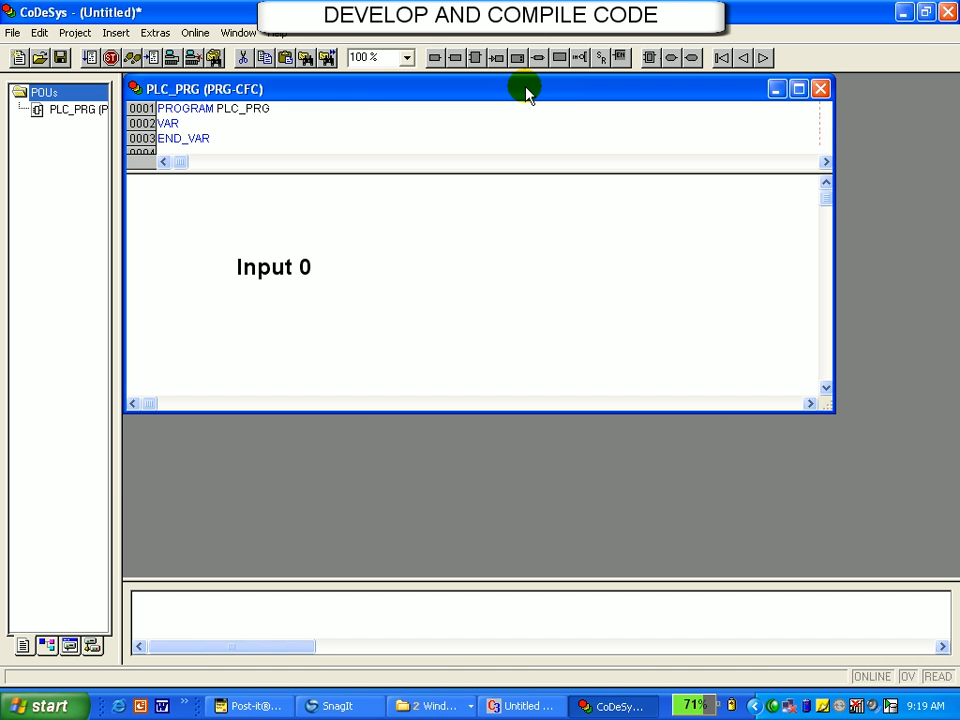 CoDeSys - (Untitled)*
DEVELOP AND COMPILE CODE
File Edit Project Insert Extras Online Window Help
100 %
POUs
PLC_PRG (P
PLC_PRG (PRG-CFC)
0001 PROGRAM PLC_PRG
0002 VAR
0003 END_VAR
0004
Input 0
ONLINE OV READ
start
Post-it®...
SnagIt
2 Wind...
Untitled ...
CoDeSy...
71%
9:19 AM